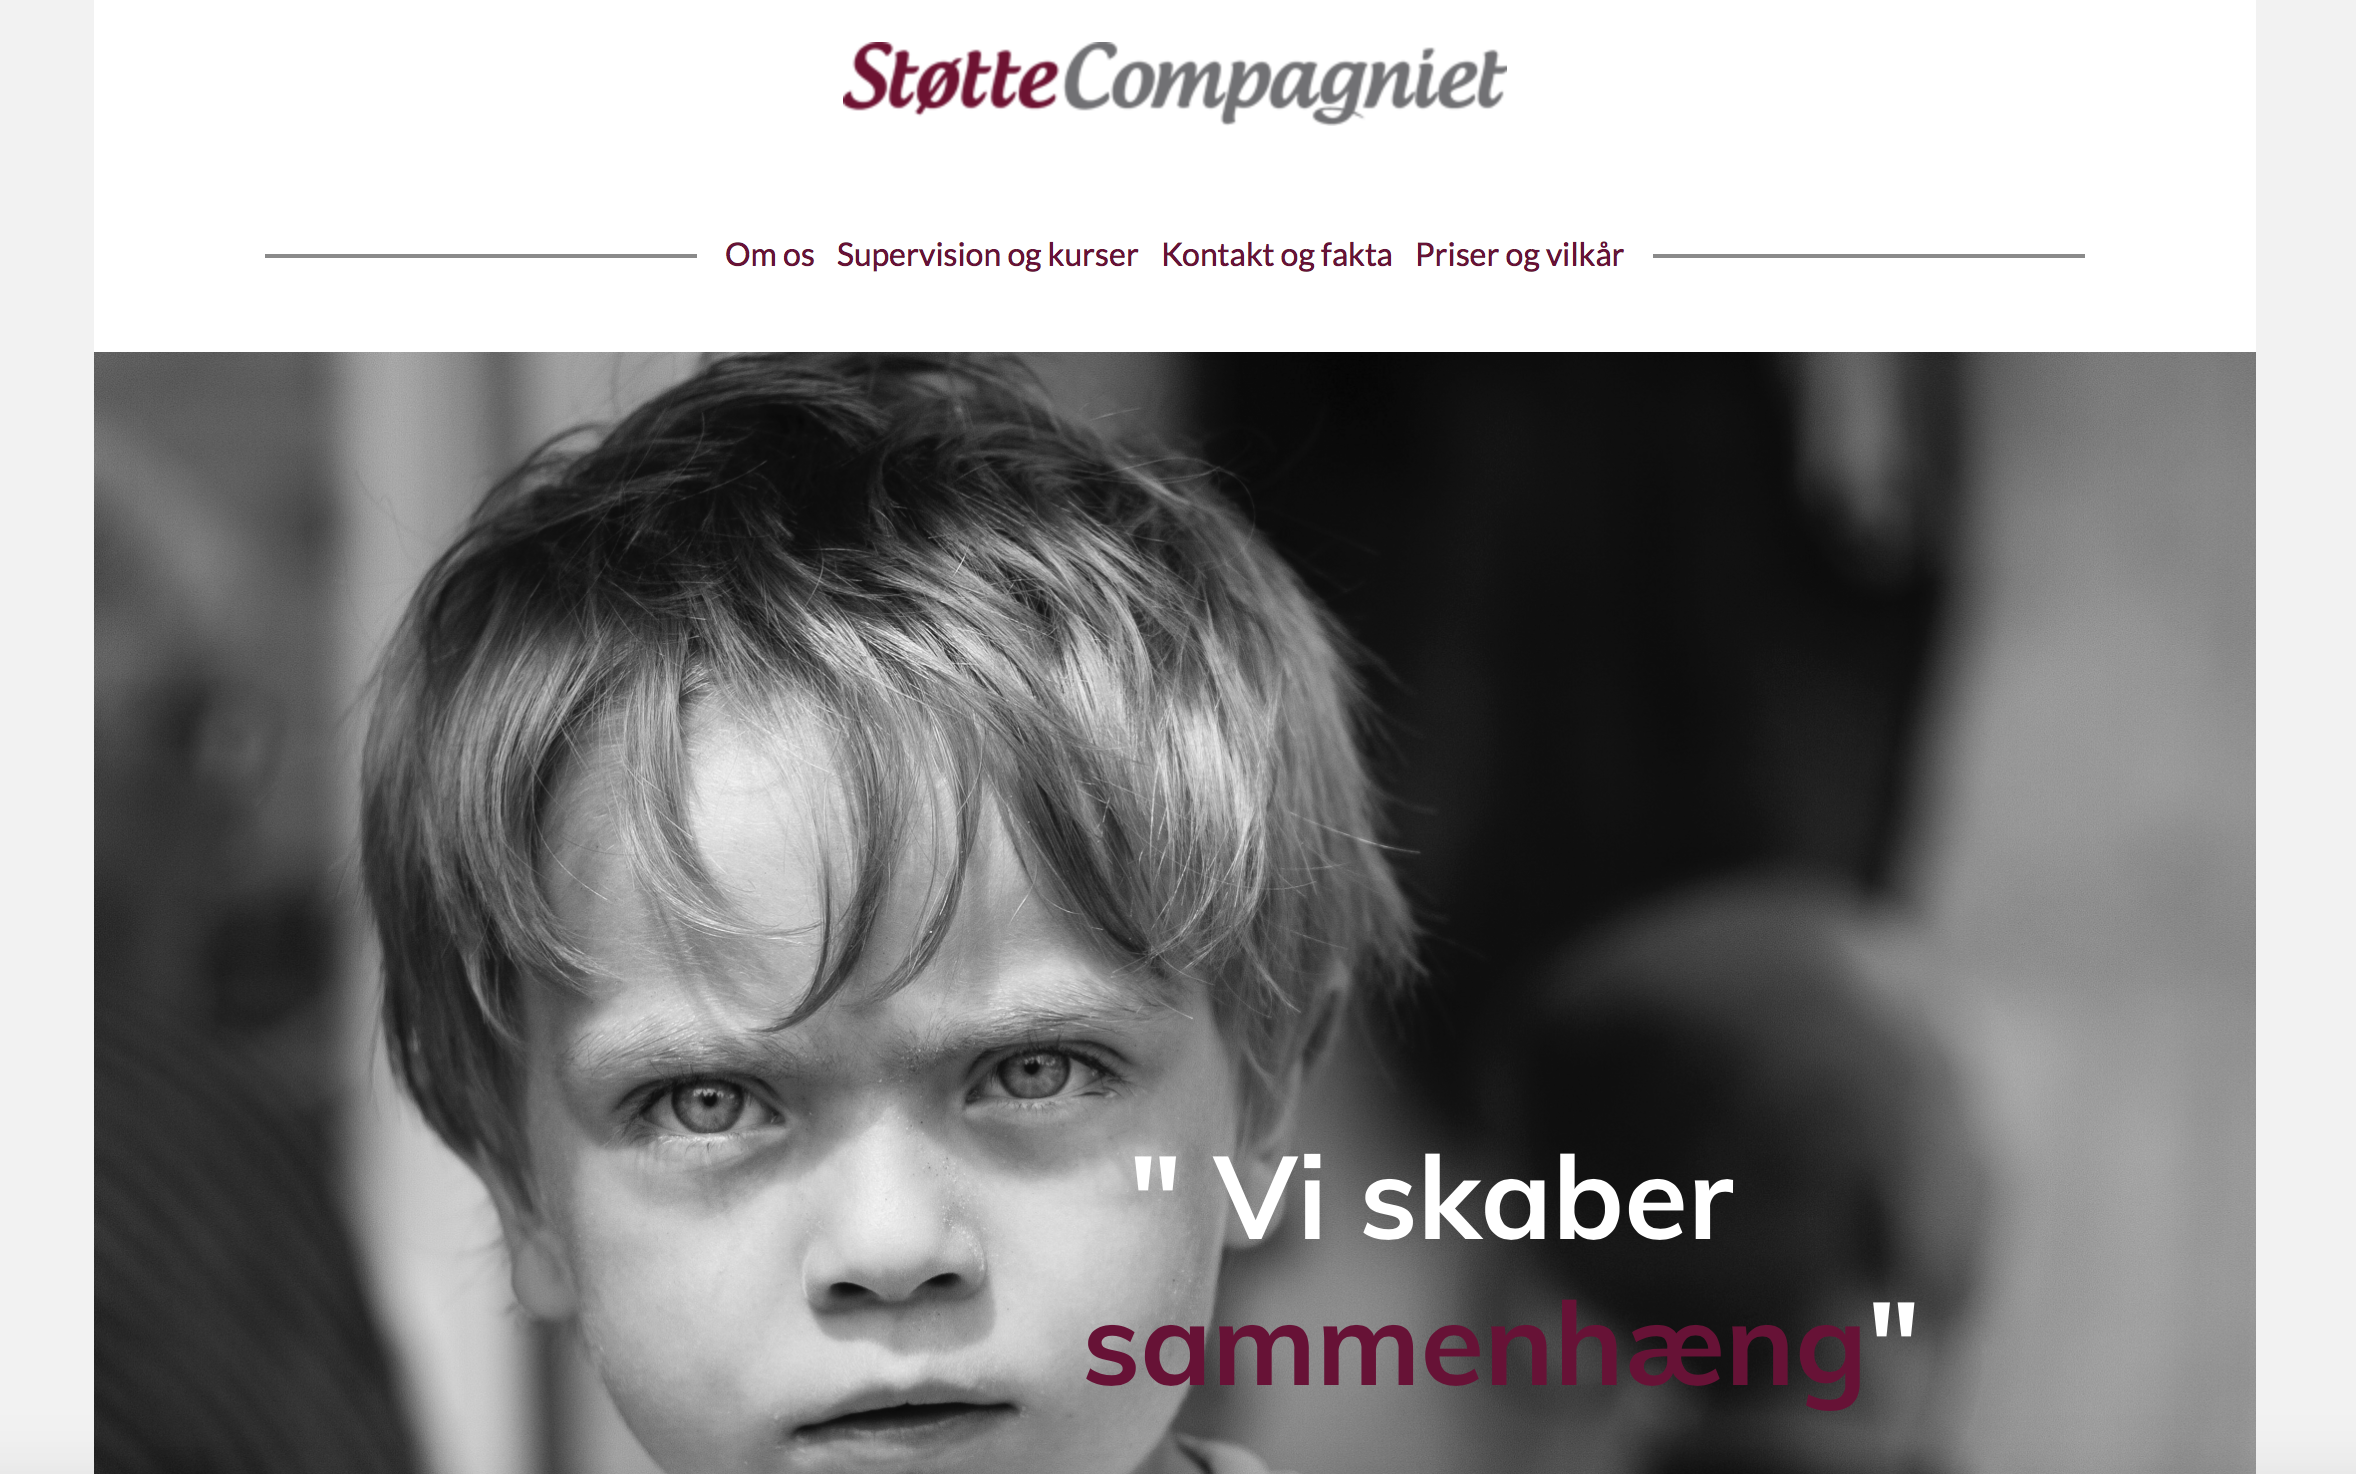 StøtteCompagniet
Om os Supervision og kurser Kontakt og fakta Priser og vilkår
" Vi skaber
sammenhæng"